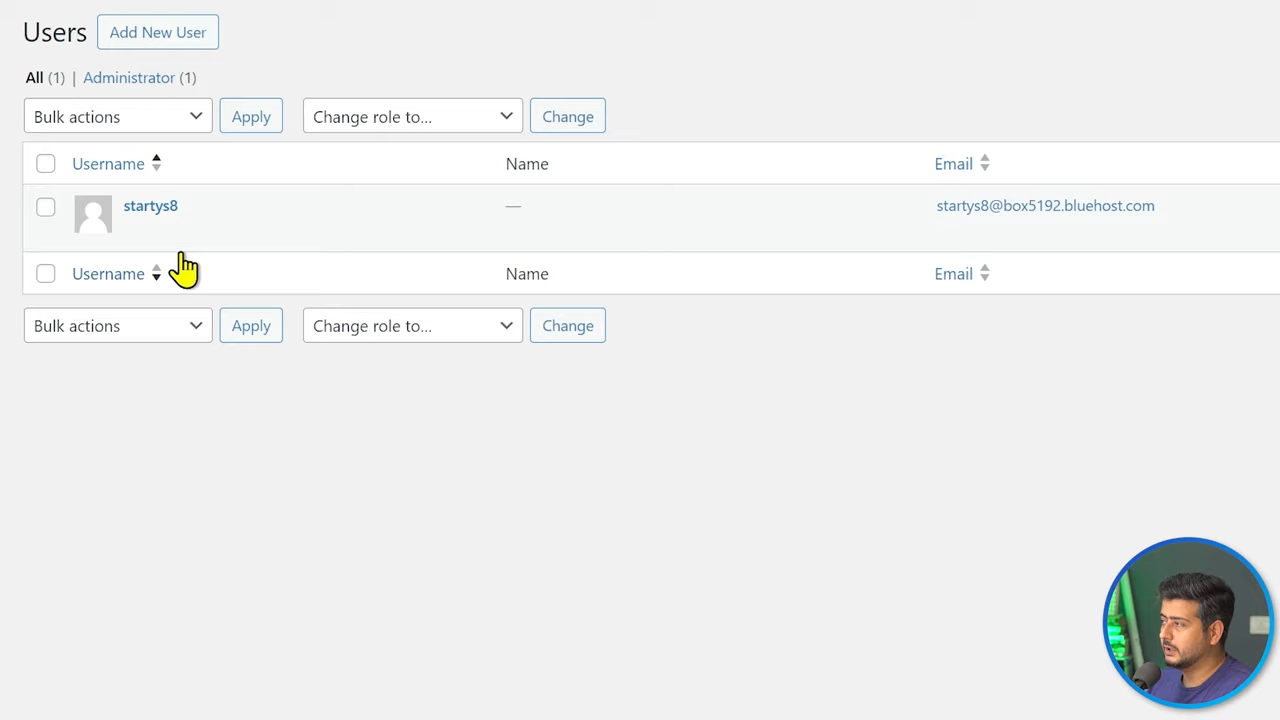 Users Add New User
All (1) | Administrator (1)
Bulk actions Apply Change role to... Change
Username Name Email
startys8 — startys8@box5192.bluehost.com
Username Name Email
Bulk actions Apply Change role to... Change